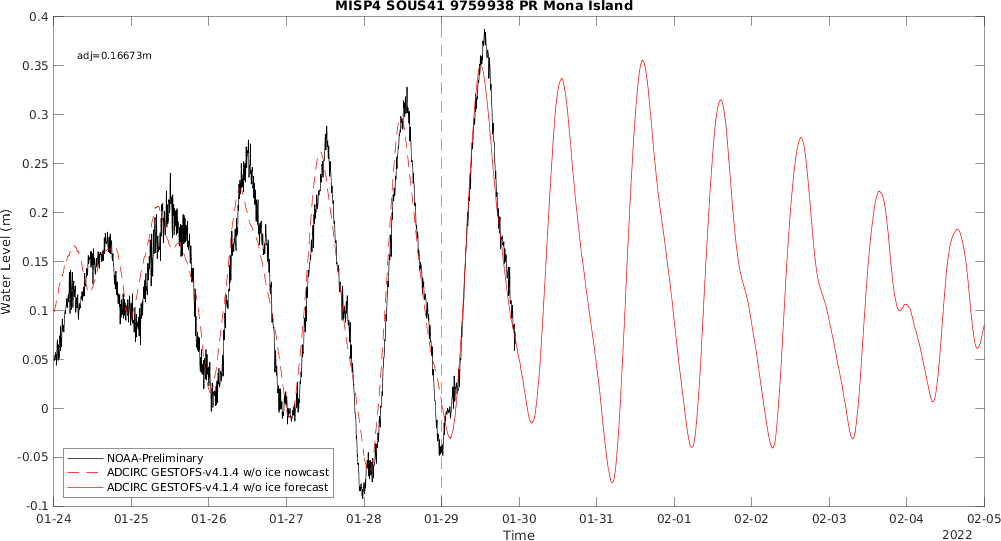 MISP4 SOUS41 9759938 PR Mona Island
adj=0.16673m
0.4
0.35
0.3
0.25
0.2
0.15
0.1
0.05
0
-0.05
-0.1
Water Level (m)
NOAA-Preliminary
ADCIRC GESTOFS-v4.1.4 w/o ice nowcast
ADCIRC GESTOFS-v4.1.4 w/o ice forecast
01-24 01-25 01-26 01-27 01-28 01-29 01-30 01-31 02-01 02-02 02-03 02-04 02-05
Time
2022